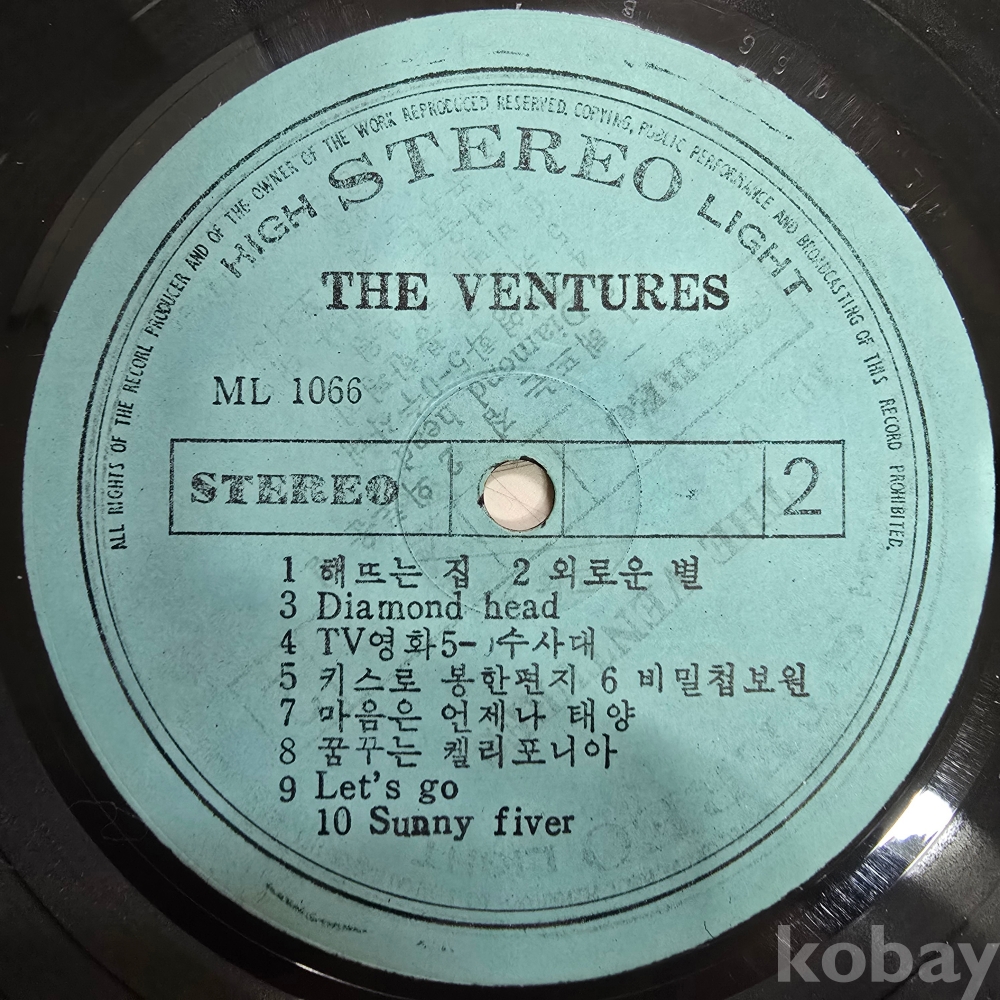 ALL RIGHTS OF THE RECORL PRODUCER AND OF THE OWNER OF THE WORK REPRODUCED RESERVED. COPYING, PUBLIC PERFORMANCE AND BROADCASTING OF THIS RECORD PROHIBITED.
HIGH STEREO LIGHT
THE VENTURES
ML 1066
STEREO 2
1 해뜨는 집 2 외로운 별
3 Diamond head
4 TV영화5-수사대
5 키스로 봉한편지 6 비밀첩보원
7 마음은 언제나 태양
8 꿈꾸는 켈리포니아
9 Let's go
10 Sunny fiver
kobay